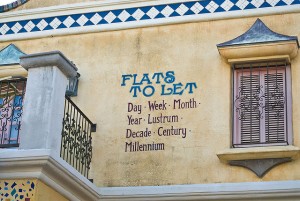 FLATS
TO LET
Day · Week · Month ·
Year · Lustrum ·
Decade · Century ·
Millennium